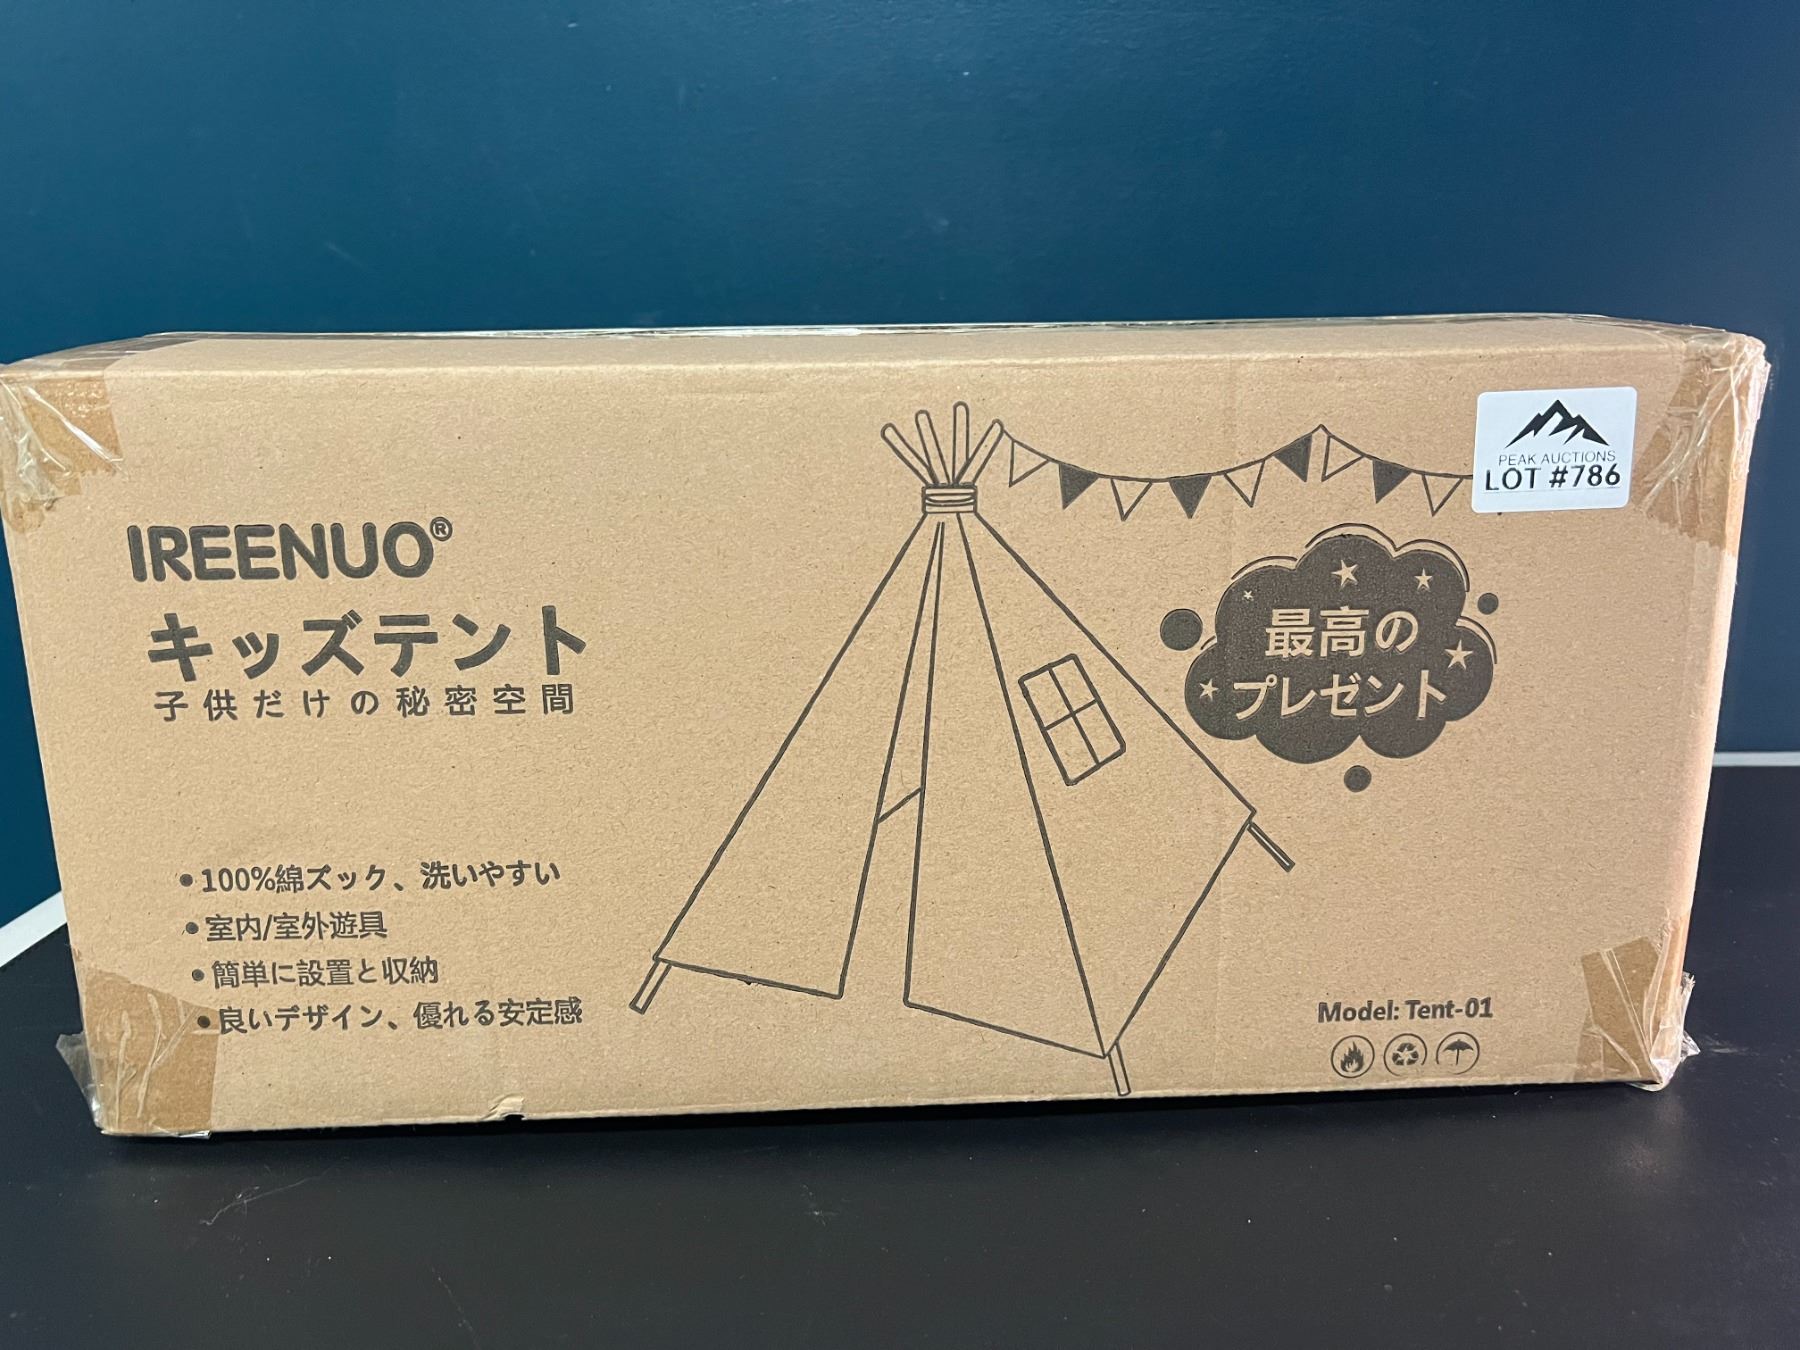 PEAK AUCTIONS
LOT #786
IREENUO®
キッズテント
子供だけの秘密空間
最高の
プレゼント
•100%綿ズック、洗いやすい
•室内/室外遊具
•簡単に設置と収納
•良いデザイン、優れる安定感
Model: Tent-01